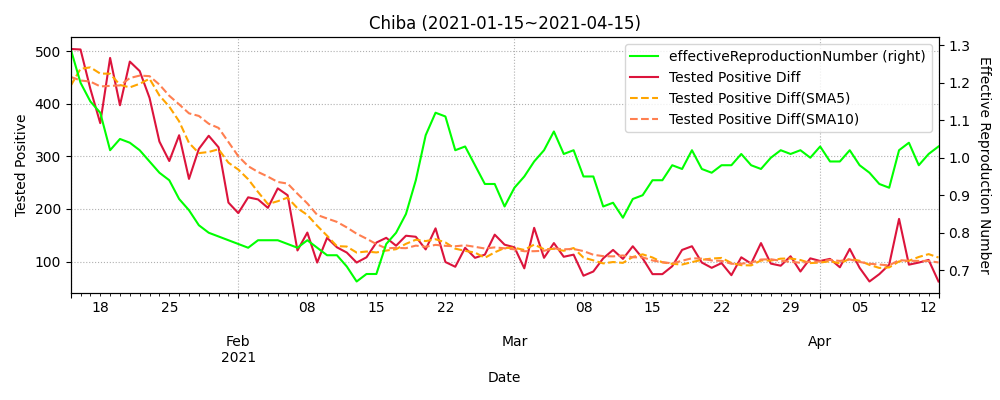 Chiba (2021-01-15~2021-04-15)
effectiveReproductionNumber (right)
Tested Positive Diff
Tested Positive Diff(SMA5)
Tested Positive Diff(SMA10)
Tested Positive
500
400
300
200
100
1.3
1.2
1.1
1.0
0.9
0.8
0.7
Effective Reproduction Number
18 25 08 15 22 08 15 22 29 05 12
Feb Mar Apr
2021
Date